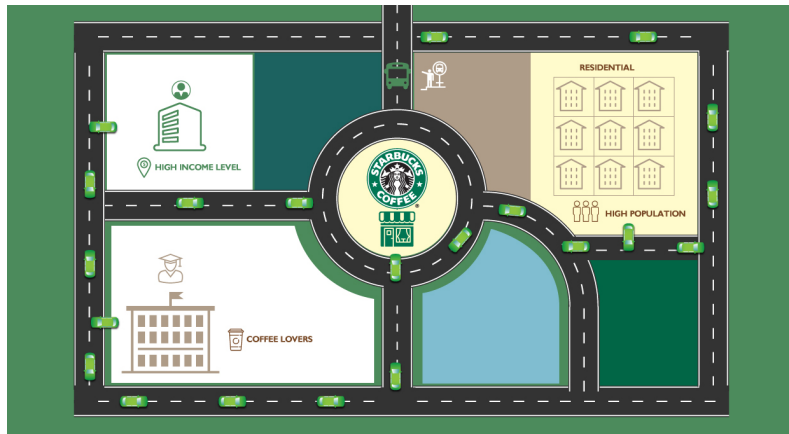 RESIDENTIAL
HIGH INCOME LEVEL
STARBUCKS
COFFEE
®
HIGH POPULATION
COFFEE LOVERS